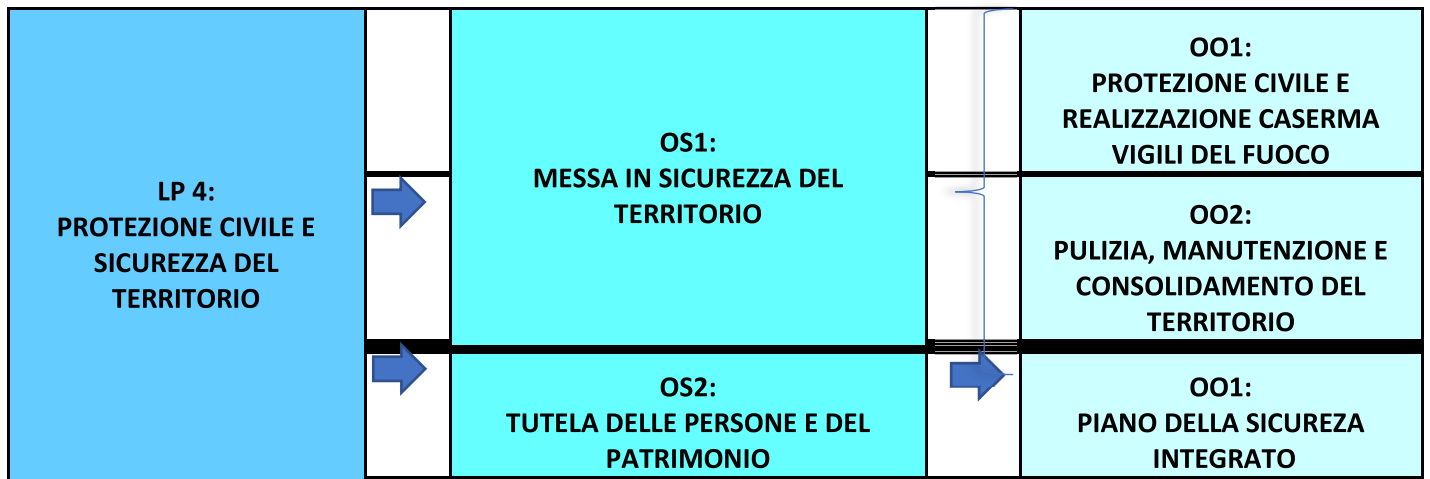 LP 4:
PROTEZIONE CIVILE E
SICUREZZA DEL
TERRITORIO
OS1:
MESSA IN SICUREZZA DEL
TERRITORIO
OO1:
PROTEZIONE CIVILE E
REALIZZAZIONE CASERMA
VIGILI DEL FUOCO
OO2:
PULIZIA, MANUTENZIONE E
CONSOLIDAMENTO DEL
TERRITORIO
OS2:
TUTELA DELLE PERSONE E DEL
PATRIMONIO
OO1:
PIANO DELLA SICUREZA
INTEGRATO